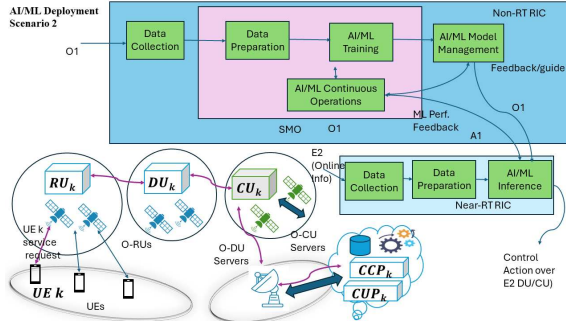 AI/ML Deployment
Scenario 2
Non-RT RIC
O1
Data
Collection
Data
Preparation
AI/ML
Training
AI/ML Model
Management
Feedback/guide
AI/ML Continuous
Operations
SMO
O1
ML Perf.
Feedback
O1
A1
E2
(Online
Info)
Data
Collection
Data
Preparation
AI/ML
Inference
Near-RT RIC
RUk
DUk
CUk
UE k
service
request
O-RUs
O-DU
Servers
O-CU
Servers
UE k
UEs
CCPk
CUPk
Control
Action over
E2 DU/CU)